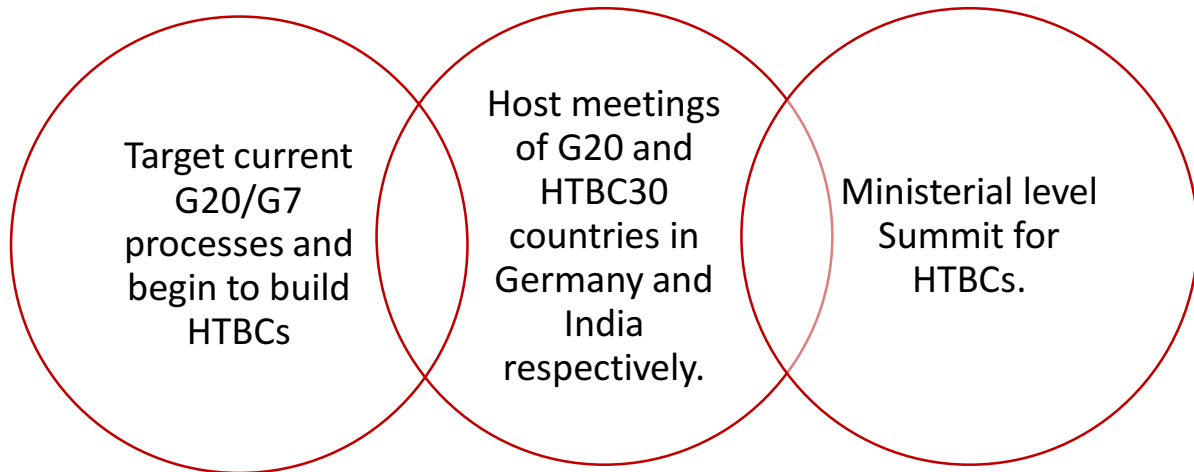 Target current
G20/G7
processes and
begin to build
HTBCs
Host meetings
of G20 and
HTBC30
countries in
Germany and
India
respectively.
Ministerial level
Summit for
HTBCs.